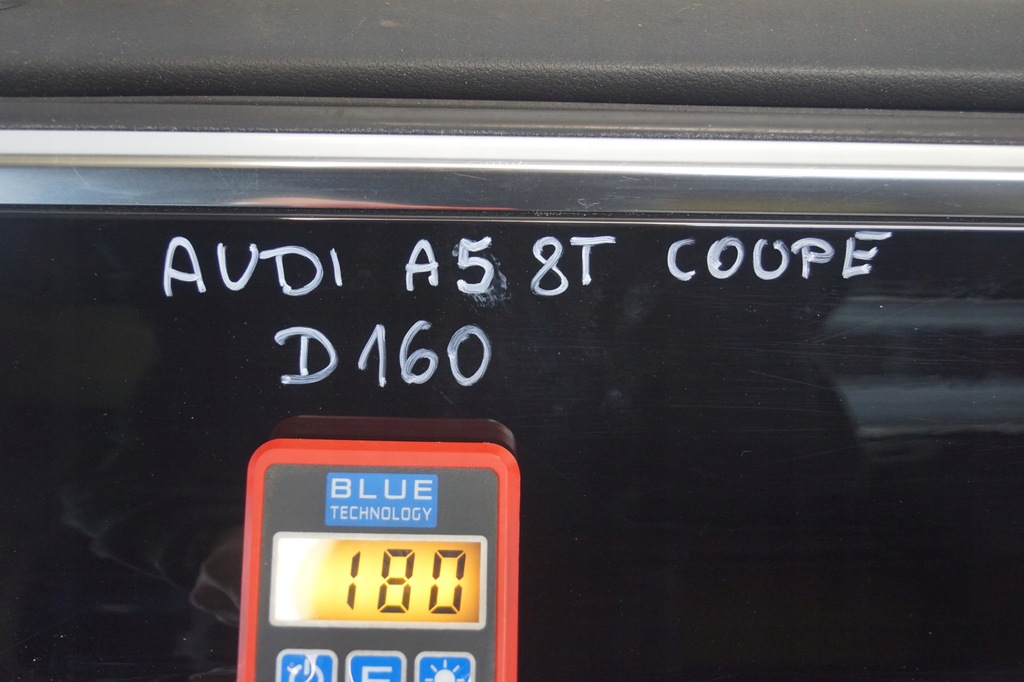 AUDI A5 8T COUPE
D160
BLUE
TECHNOLOGY
180